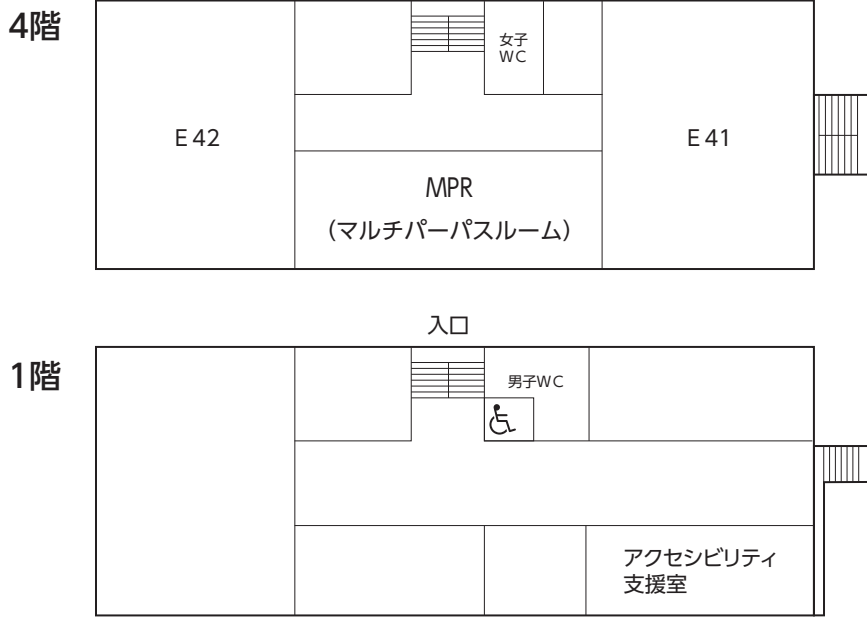 4階
女子
WC
E 42
E 41
MPR
（マルチパーパスルーム）
入口
1階
男子WC
アクセシビリティ
支援室